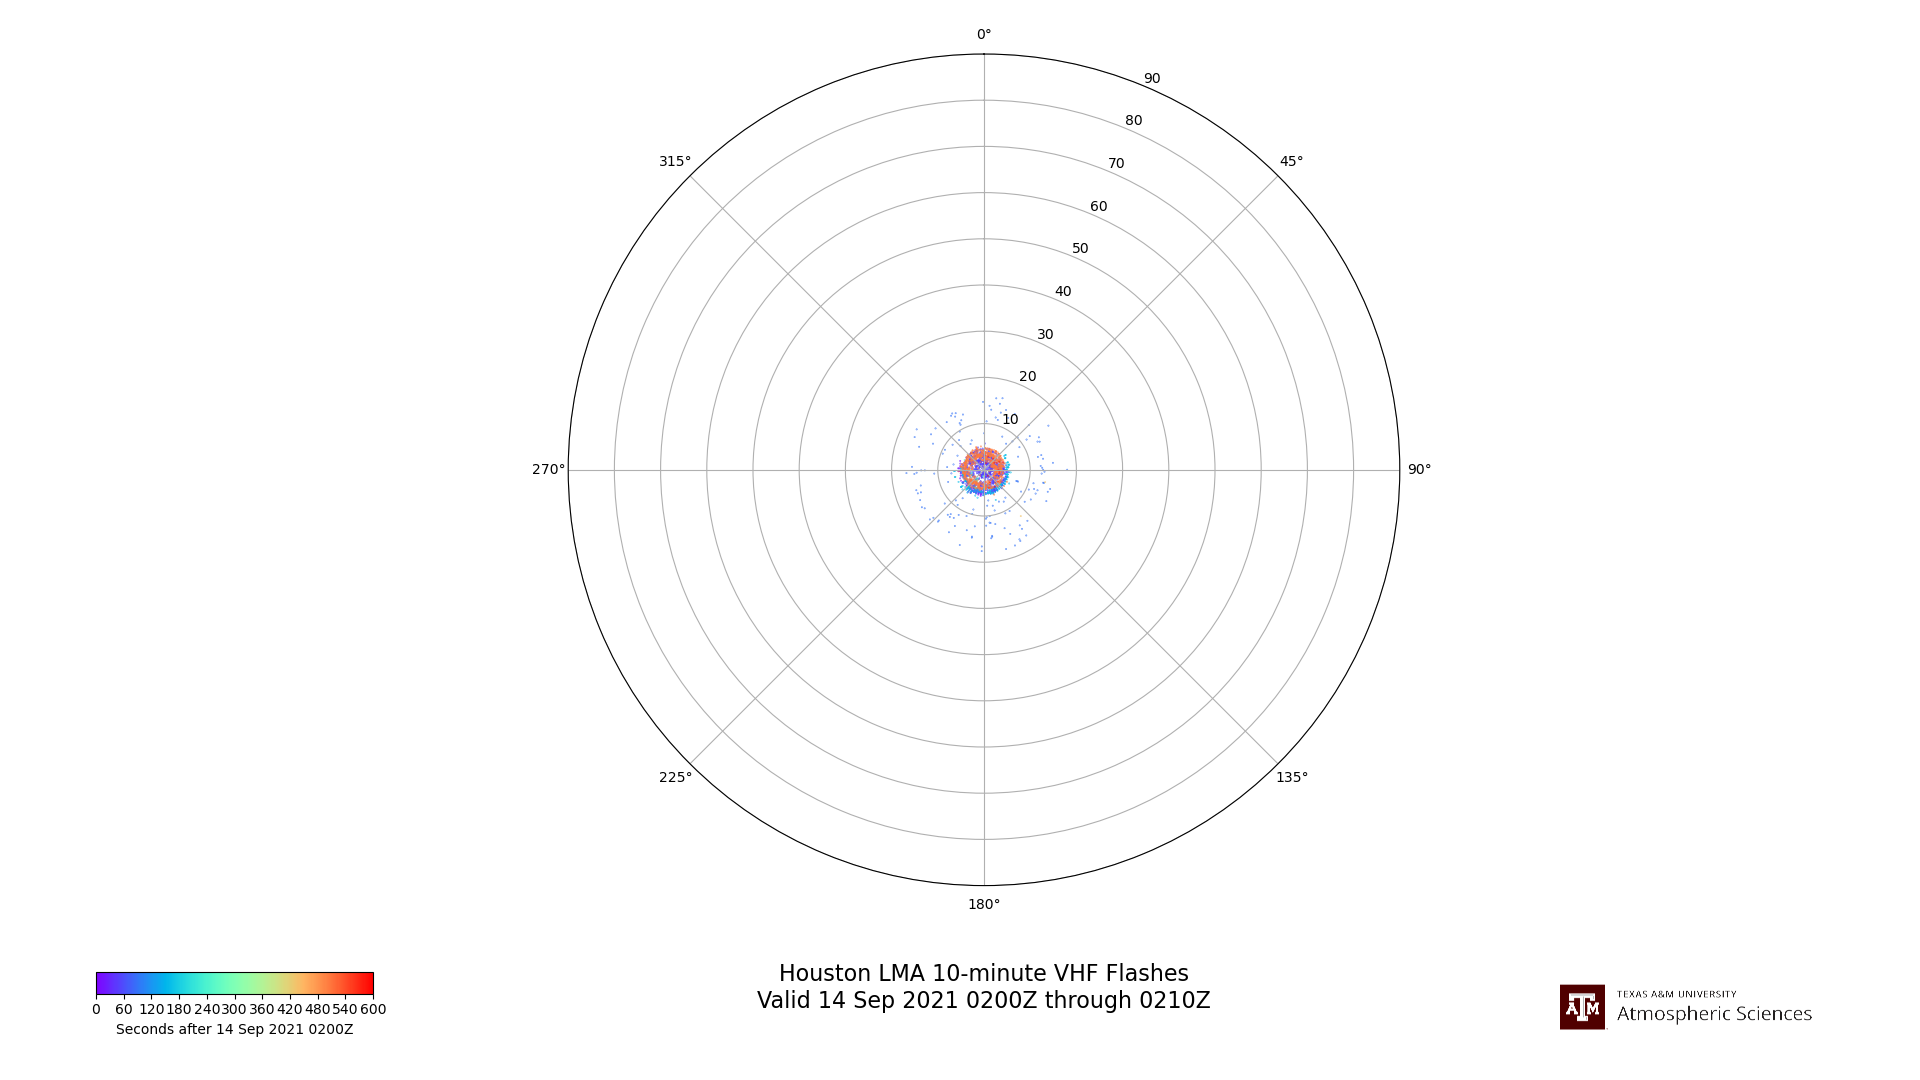 0°
90
80
315°
45°
70
60
50
40
30
20
10
270°
90°
225°
135°
180°
Houston LMA 10-minute VHF Flashes
Valid 14 Sep 2021 0200Z through 0210Z
0 60 120 180 240 300 360 420 480 540 600
Seconds after 14 Sep 2021 0200Z
ATM
TEXAS A&M UNIVERSITY
Atmospheric Sciences